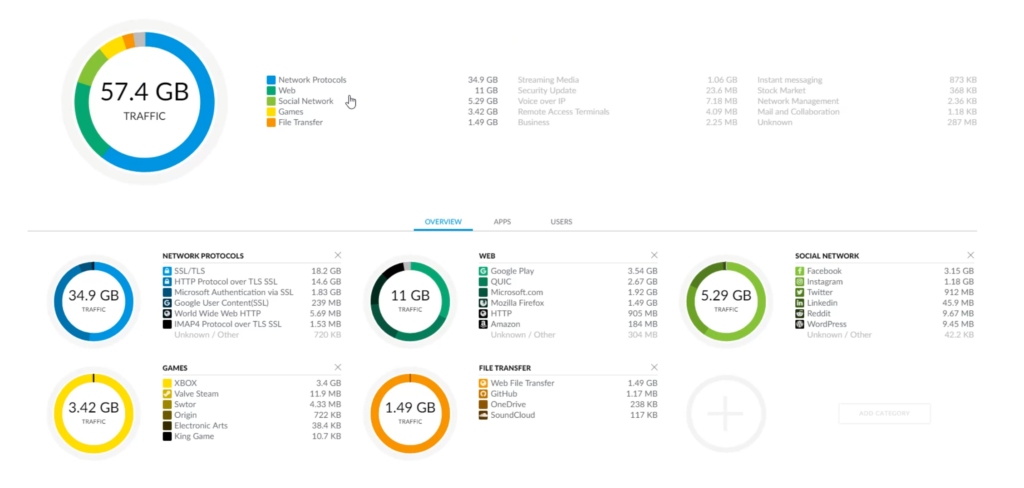 57.4 GB
TRAFFIC
Network Protocols 34.9 GB Streaming Media 1.06 GB Instant messaging 873 KB
Web 11 GB Security Update 23.6 MB Stock Market 368 KB
Social Network 5.29 GB Voice over IP 7.18 MB Network Management 2.36 KB
Games 3.42 GB Remote Access Terminals 4.09 MB Mail and Collaboration 1.18 KB
File Transfer 1.49 GB Business 2.25 MB Unknown 287 MB
OVERVIEW APPS USERS
34.9 GB
TRAFFIC
NETWORK PROTOCOLS
SSL/TLS 18.2 GB
HTTP Protocol over TLS SSL 14.6 GB
Microsoft Authentication via SSL 1.83 GB
Google User Content(SSL) 239 MB
World Wide Web HTTP 5.69 MB
IMAP4 Protocol over TLS SSL 1.53 MB
Unknown / Other 720 KB
11 GB
TRAFFIC
WEB
Google Play 3.54 GB
QUIC 2.67 GB
Microsoft.com 1.92 GB
Mozilla Firefox 1.49 GB
HTTP 905 MB
Amazon 184 MB
Unknown / Other 304 MB
5.29 GB
TRAFFIC
SOCIAL NETWORK
Facebook 3.15 GB
Instagram 1.18 GB
Twitter 912 MB
Linkedin 45.9 MB
Reddit 9.67 MB
WordPress 9.45 MB
Unknown / Other 42.2 KB
3.42 GB
TRAFFIC
GAMES
XBOX 3.4 GB
Valve Steam 11.9 MB
Swtor 4.33 MB
Origin 722 KB
Electronic Arts 38.4 KB
King Game 10.7 KB
1.49 GB
TRAFFIC
FILE TRANSFER
Web File Transfer 1.49 GB
GitHub 1.17 MB
OneDrive 238 KB
SoundCloud 117 KB
ADD CATEGORY